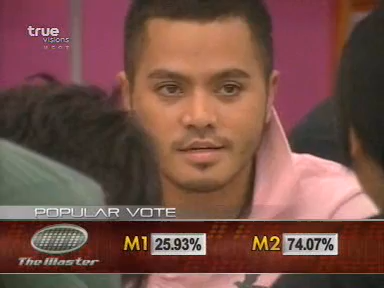 true
visions
POPULAR VOTE
M1 25.93% M2 74.07%
The Master